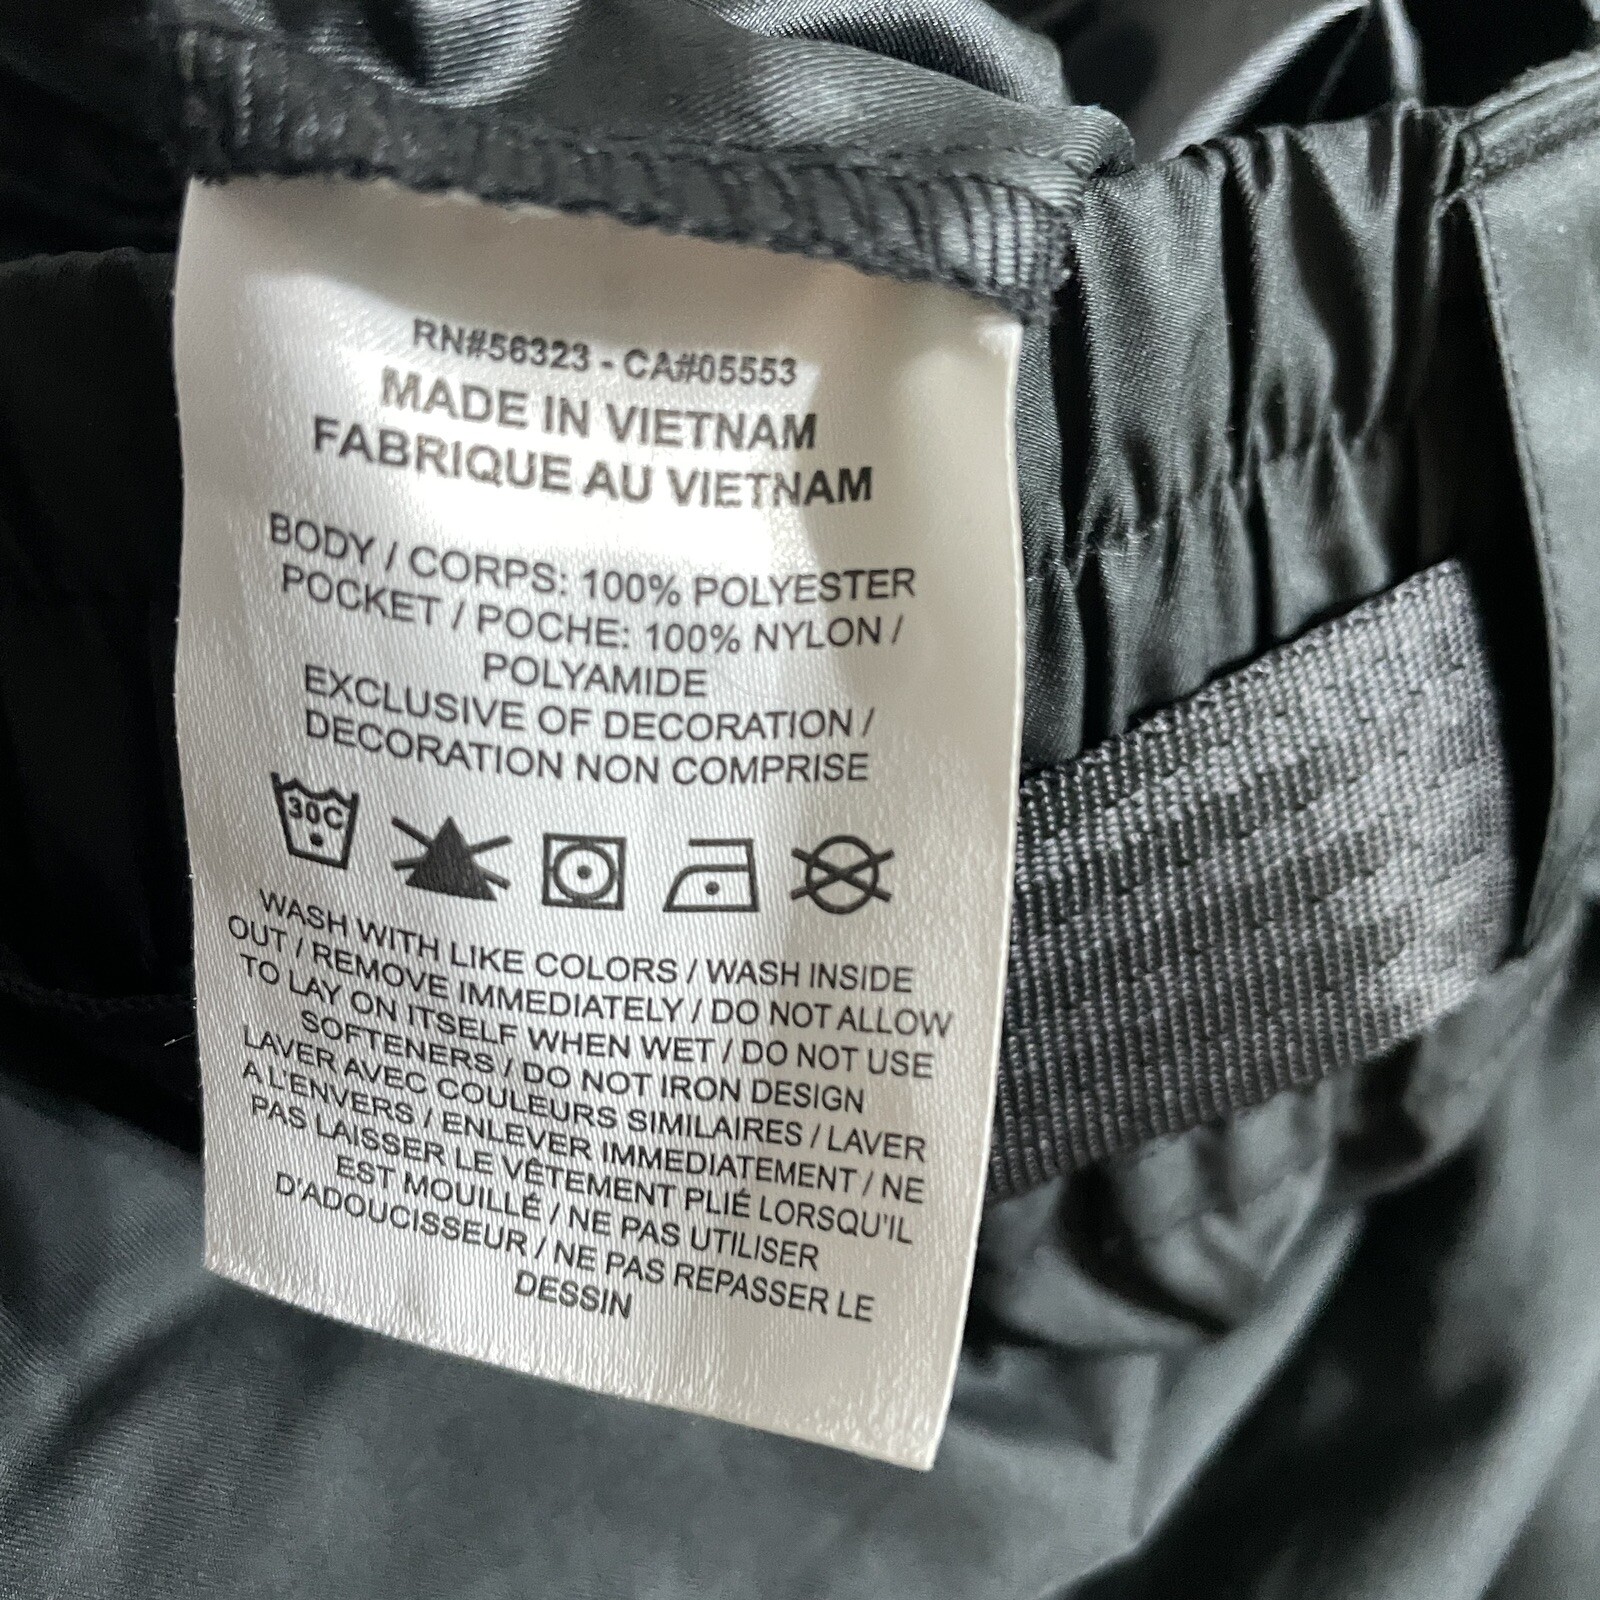 RN#56323 - CA#05553
MADE IN VIETNAM
FABRIQUE AU VIETNAM
BODY / CORPS: 100% POLYESTER
POCKET / POCHE: 100% NYLON /
POLYAMIDE
EXCLUSIVE OF DECORATION /
DECORATION NON COMPRISE
30C
WASH WITH LIKE COLORS / WASH INSIDE
OUT / REMOVE IMMEDIATELY / DO NOT ALLOW
TO LAY ON ITSELF WHEN WET / DO NOT USE
SOFTENERS / DO NOT IRON DESIGN
LAVER AVEC COULEURS SIMILAIRES / LAVER
A L'ENVERS / ENLEVER IMMEDIATEMENT / NE
PAS LAISSER LE VÊTEMENT PLIÉ LORSQU'IL
EST MOUILLÉ / NE PAS UTILISER
D'ADOUCISSEUR / NE PAS REPASSER LE
DESSIN